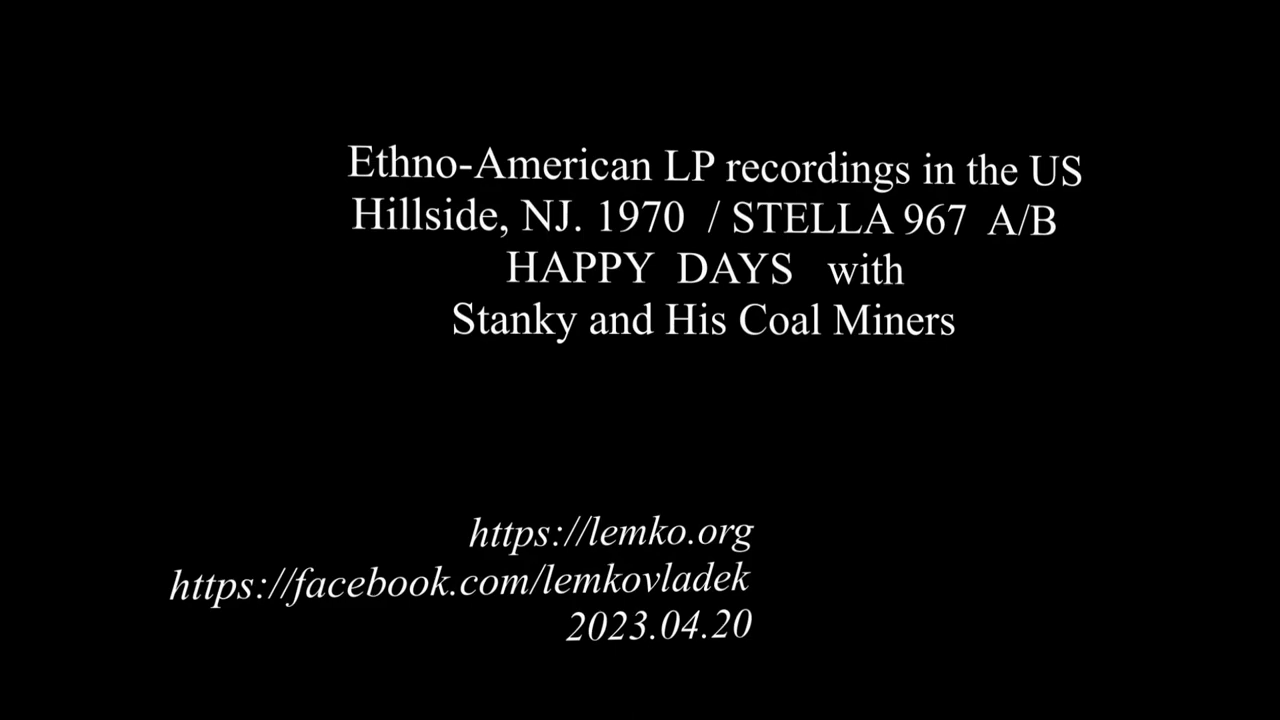 Ethno-American LP recordings in the US
Hillside, NJ. 1970 / STELLA 967 A/B
HAPPY DAYS with
Stanky and His Coal Miners
https://lemko.org
https://facebook.com/lemkovladek
2023.04.20